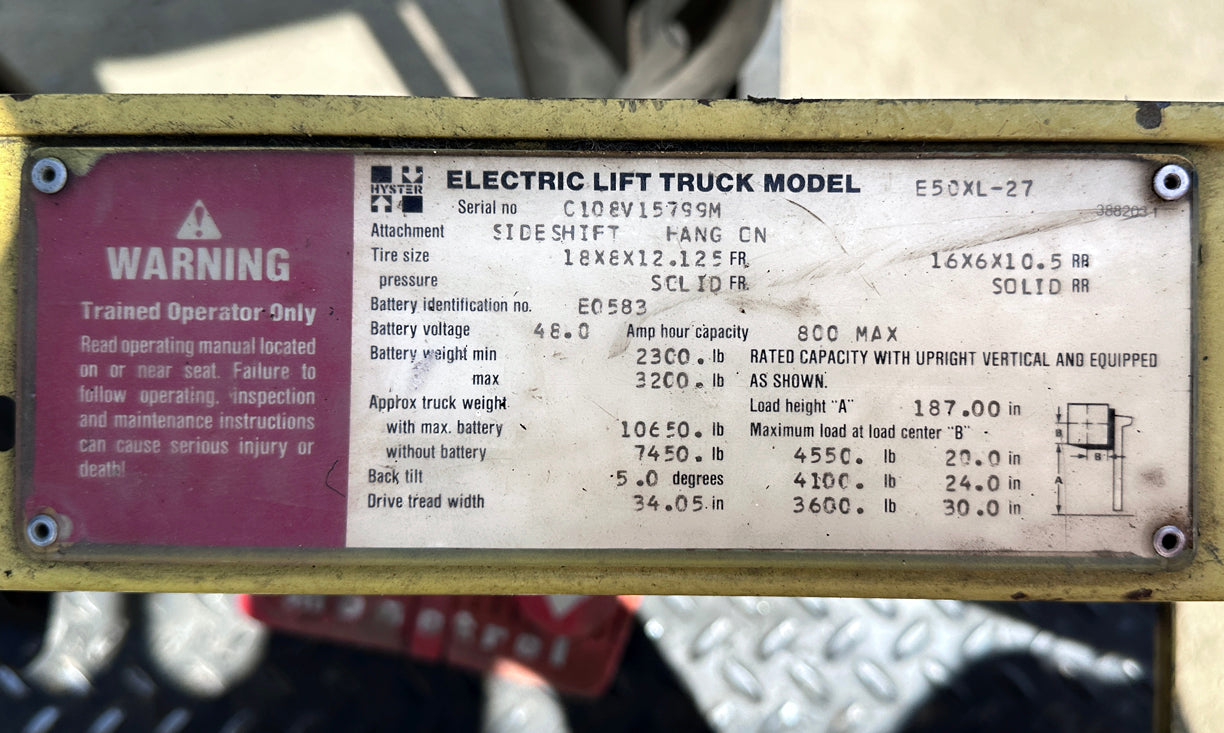 WARNING
Trained Operator Only
Read operating manual located
on or near seat. Failure to
follow operating, inspection
and maintenance instructions
can cause serious injury or
death!
HYSTER
ELECTRIC LIFT TRUCK MODEL E50XL-27
Serial no C108V15799M
3882031
Attachment SIDESHIFT HANG ON
Tire size 18X8X12.125 FR 16X6X10.5 RR
pressure SOLID FR SOLID RR
Battery identification no. E0583
Battery voltage 48.0 Amp hour capacity 800 MAX
Battery weight min 2300. lb RATED CAPACITY WITH UPRIGHT VERTICAL AND EQUIPPED
max 3200. lb AS SHOWN.
Approx truck weight Load height "A" 187.00 in
with max. battery 10650. lb Maximum load at load center "B"
without battery 7450. lb 4550. lb 20.0 in
Back tilt 5.0 degrees 4100. lb 24.0 in
Drive tread width 34.05 in 3600. lb 30.0 in
B
B
A
monotrol